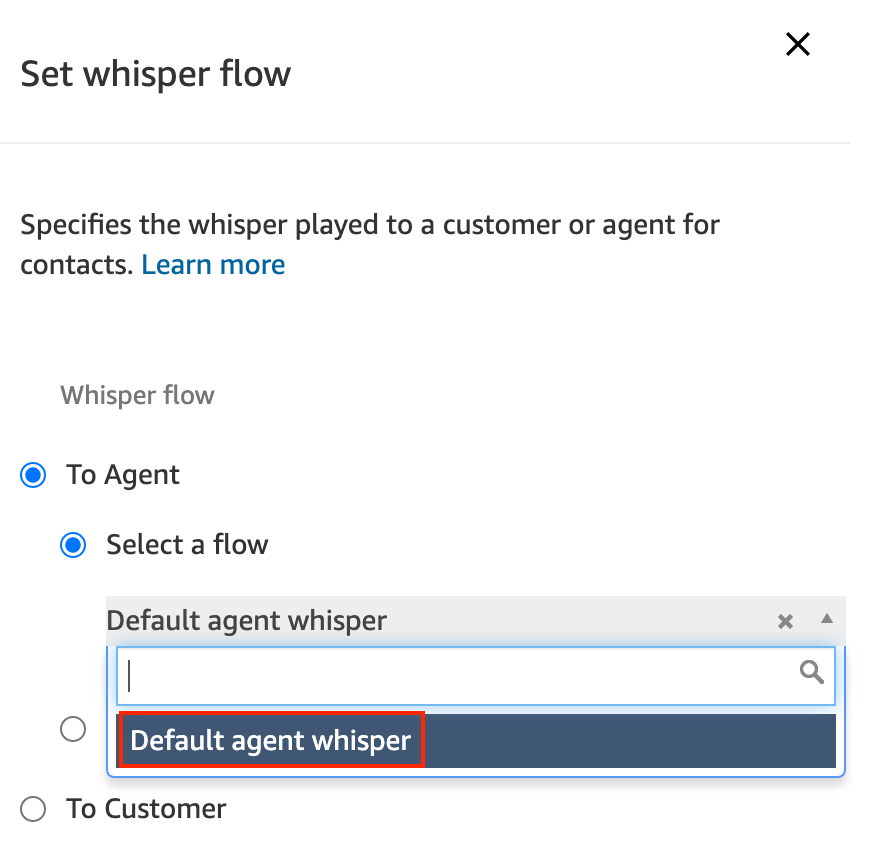 Set whisper flow
Specifies the whisper played to a customer or agent for
contacts. Learn more
Whisper flow
To Agent
Select a flow
Default agent whisper
Default agent whisper
To Customer